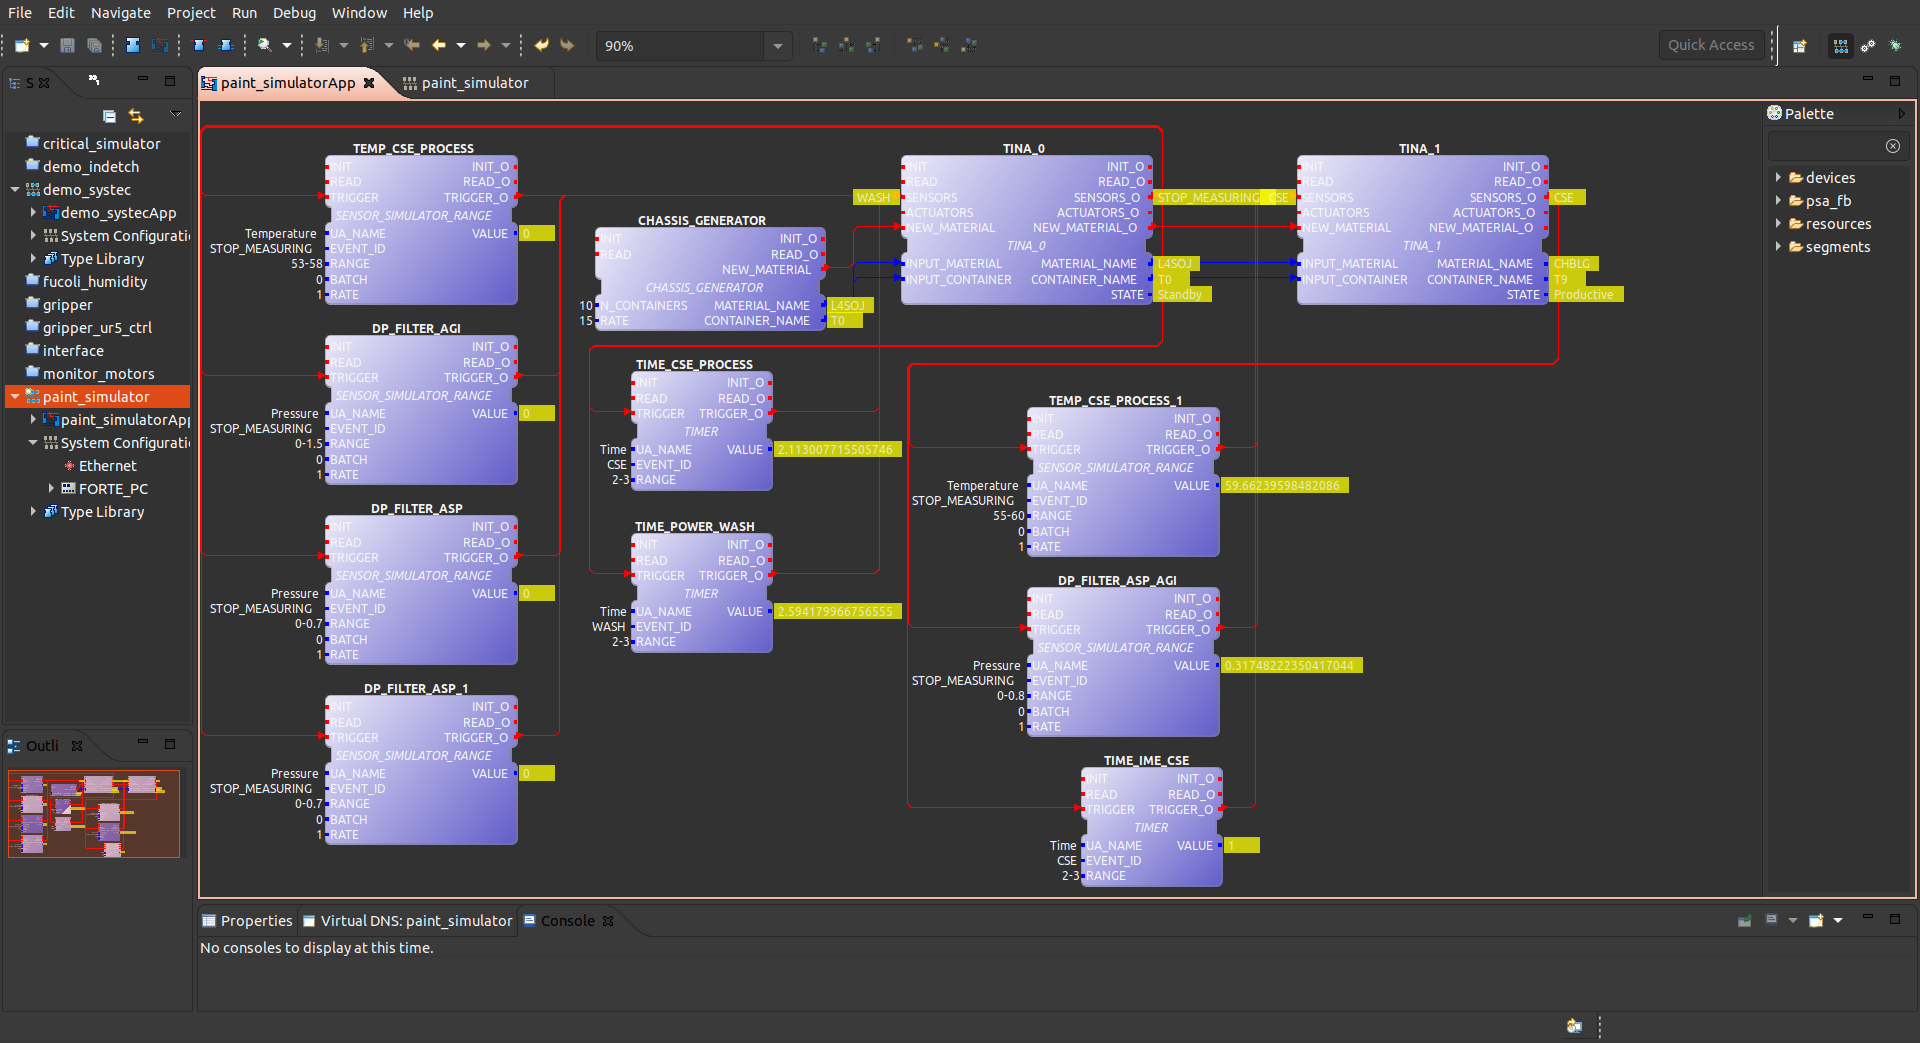 File Edit Navigate Project Run Debug Window Help
90%
Quick Access
S
critical_simulator
demo_indetch
demo_systec
demo_systecApp
System Configurati
Type Library
fucoli_humidity
gripper
gripper_ur5_ctrl
interface
monitor_motors
paint_simulator
paint_simulatorApp
System Configurati
Ethernet
FORTE_PC
Type Library
Outli
paint_simulatorApp
paint_simulator
TEMP_CSE_PROCESS
INIT INIT_O
READ READ_O
TRIGGER TRIGGER_O
SENSOR_SIMULATOR_RANGE
Temperature UA_NAME VALUE 0
STOP_MEASURING EVENT_ID
53-58 RANGE
0 BATCH
1 RATE
DP_FILTER_AGI
INIT INIT_O
READ READ_O
TRIGGER TRIGGER_O
SENSOR_SIMULATOR_RANGE
Pressure UA_NAME VALUE 0
STOP_MEASURING EVENT_ID
0-1.5 RANGE
0 BATCH
1 RATE
DP_FILTER_ASP
INIT INIT_O
READ READ_O
TRIGGER TRIGGER_O
SENSOR_SIMULATOR_RANGE
Pressure UA_NAME VALUE 0
STOP_MEASURING EVENT_ID
0-0.7 RANGE
0 BATCH
1 RATE
DP_FILTER_ASP_1
INIT INIT_O
READ READ_O
TRIGGER TRIGGER_O
SENSOR_SIMULATOR_RANGE
Pressure UA_NAME VALUE 0
STOP_MEASURING EVENT_ID
0-0.7 RANGE
0 BATCH
1 RATE
CHASSIS_GENERATOR
INIT INIT_O
READ READ_O
NEW_MATERIAL
CHASSIS_GENERATOR
10 N_CONTAINERS MATERIAL_NAME L4SOJ
15 RATE CONTAINER_NAME T0
TIME_CSE_PROCESS
INIT INIT_O
READ READ_O
TRIGGER TRIGGER_O
TIMER
Time UA_NAME VALUE 2.113007715505746
CSE EVENT_ID
2-3 RANGE
TIME_POWER_WASH
INIT INIT_O
READ READ_O
TRIGGER TRIGGER_O
TIMER
Time UA_NAME VALUE 2.594179966756555
WASH EVENT_ID
2-3 RANGE
TINA_0
INIT INIT_O
READ READ_O
WASH SENSORS SENSORS_O STOP_MEASURING
ACTUATORS ACTUATORS_O
NEW_MATERIAL NEW_MATERIAL_O
TINA_0
INPUT_MATERIAL MATERIAL_NAME L4SOJ
INPUT_CONTAINER CONTAINER_NAME T0
STATE Standby
TINA_1
INIT INIT_O
READ READ_O
CSE SENSORS SENSORS_O CSE
ACTUATORS ACTUATORS_O
NEW_MATERIAL NEW_MATERIAL_O
TINA_1
INPUT_MATERIAL MATERIAL_NAME CHBLG
INPUT_CONTAINER CONTAINER_NAME T9
STATE Productive
TEMP_CSE_PROCESS_1
INIT INIT_O
READ READ_O
TRIGGER TRIGGER_O
SENSOR_SIMULATOR_RANGE
Temperature UA_NAME VALUE 59.66239598482086
STOP_MEASURING EVENT_ID
55-60 RANGE
0 BATCH
1 RATE
DP_FILTER_ASP_AGI
INIT INIT_O
READ READ_O
TRIGGER TRIGGER_O
SENSOR_SIMULATOR_RANGE
Pressure UA_NAME VALUE 0.31748222350417044
STOP_MEASURING EVENT_ID
0-0.8 RANGE
0 BATCH
1 RATE
TIME_IME_CSE
INIT INIT_O
READ READ_O
TRIGGER TRIGGER_O
TIMER
Time UA_NAME VALUE 1
CSE EVENT_ID
2-3 RANGE
Palette
devices
psa_fb
resources
segments
Properties Virtual DNS: paint_simulator Console
No consoles to display at this time.